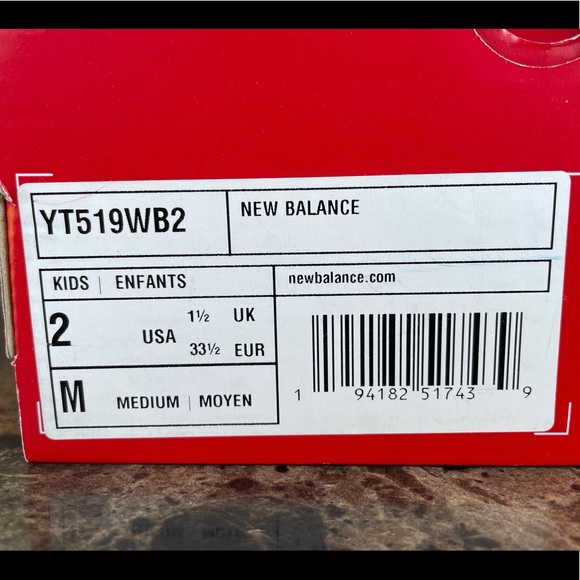 YT519WB2
NEW BALANCE
KIDS | ENFANTS
newbalance.com
2 USA 1½ UK
33½ EUR
M MEDIUM | MOYEN
1 94182 51743 9